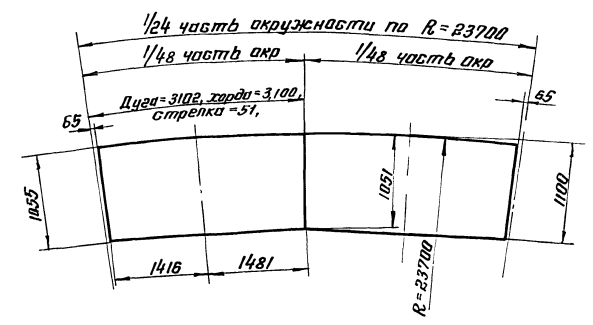 1/24 часть окружности по R=23700
1/48 часть окр
1/48 часть окр
Дуга=3102, хорда=3,100,
стрелка=51,
65
65
1055
1051
1100
1416
1481
R=23700